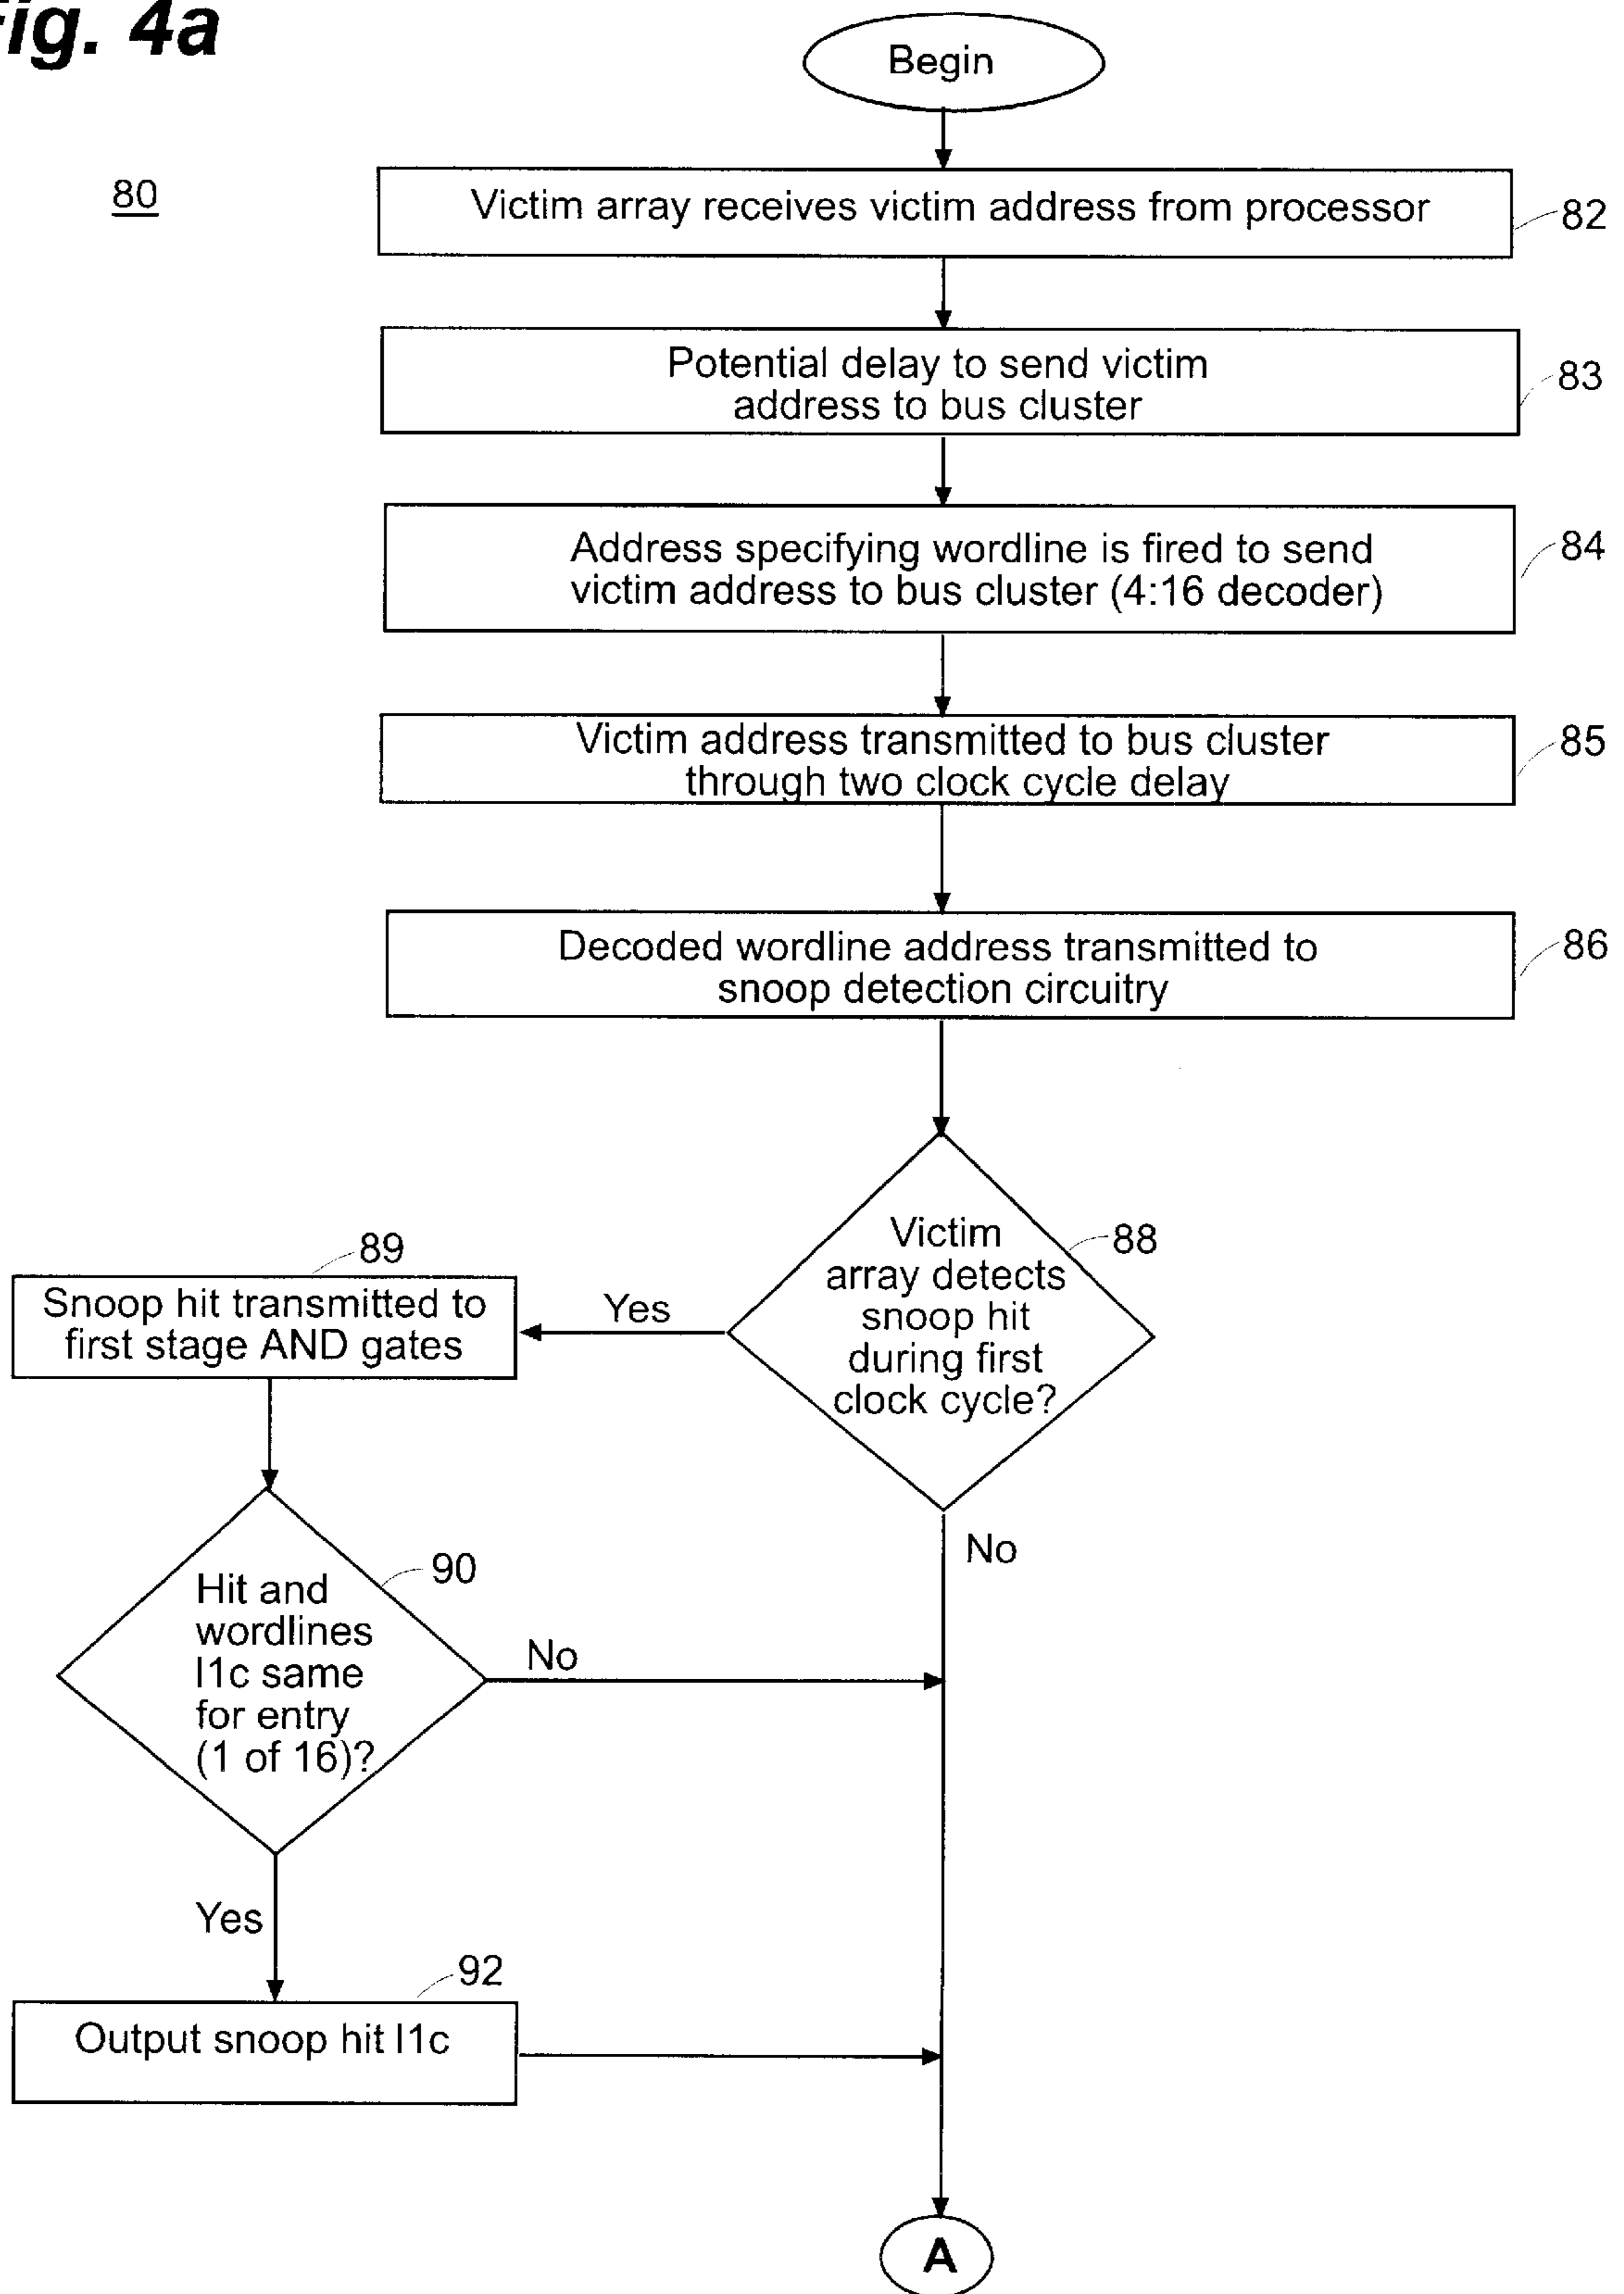 Fig. 4a
Begin
80
Victim array receives victim address from processor
82
Potential delay to send victim
address to bus cluster
83
Address specifying wordline is fired to send
victim address to bus cluster (4:16 decoder)
84
Victim address transmitted to bus cluster
through two clock cycle delay
85
Decoded wordline address transmitted to
snoop detection circuitry
86
Victim
array detects
snoop hit
during first
clock cycle?
88
Yes
89
Snoop hit transmitted to
first stage AND gates
No
Hit and
wordlines
l1c same
for entry
(1 of 16)?
90
No
Yes
92
Output snoop hit l1c
A